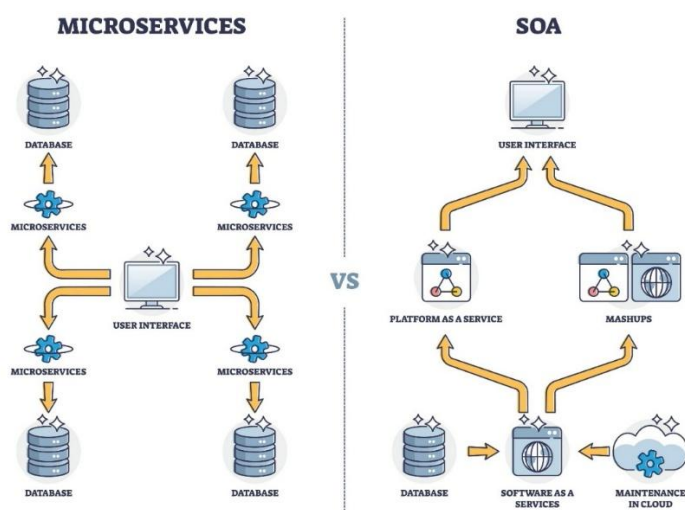 MICROSERVICES
DATABASE
DATABASE
MICROSERVICES
MICROSERVICES
USER INTERFACE
MICROSERVICES
MICROSERVICES
DATABASE
DATABASE
VS
SOA
USER INTERFACE
PLATFORM AS A SERVICE
MASHUPS
DATABASE
SOFTWARE AS A
SERVICES
MAINTENANCE
IN CLOUD